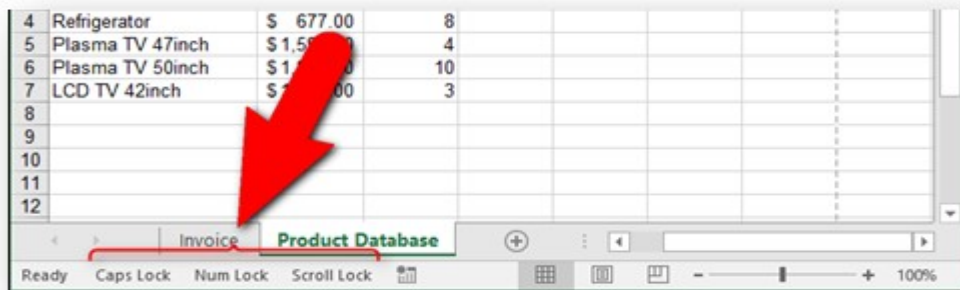 4 Refrigerator $ 677.00 8
5 Plasma TV 47inch 4
6 Plasma TV 50inch 10
7 LCD TV 42inch 3
8
9
10
11
12
Invoice Product Database
Ready Caps Lock Num Lock Scroll Lock 100%